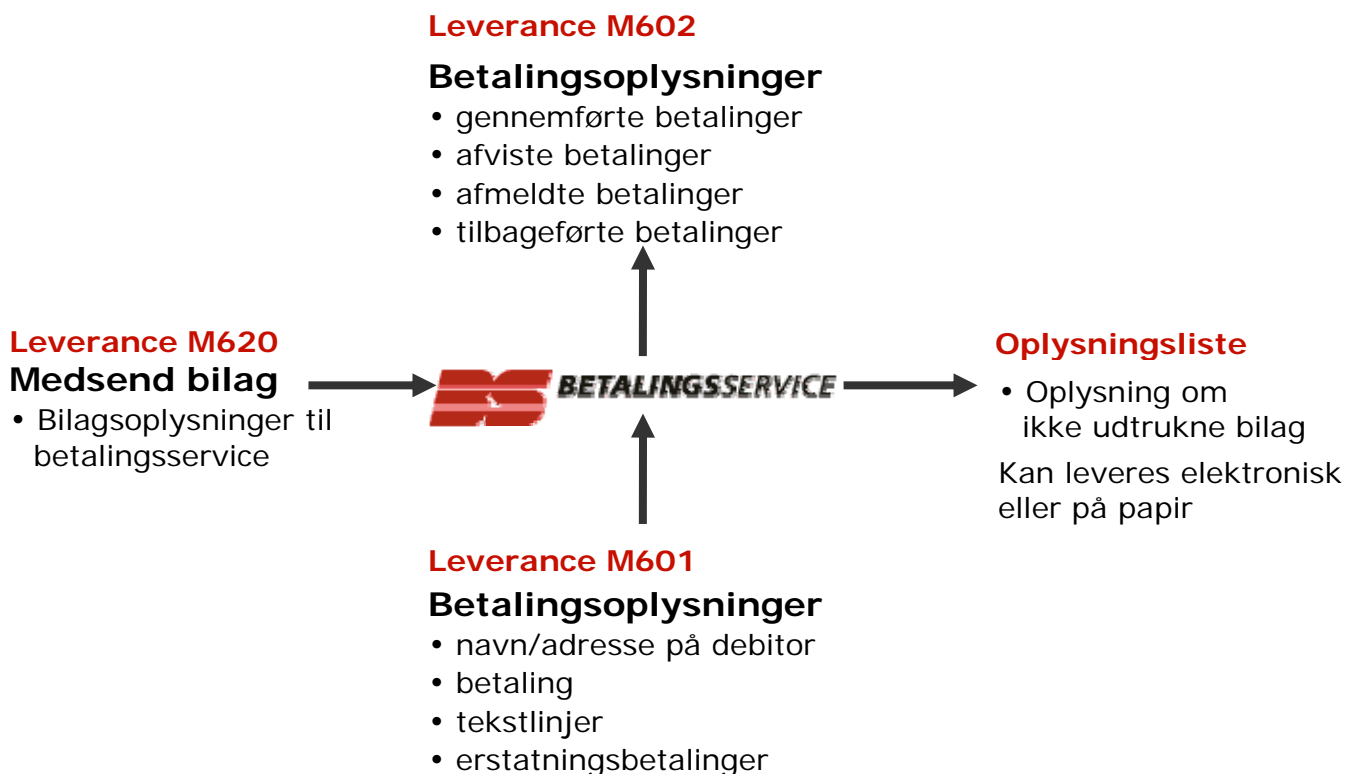 Leverance M602
Betalingsoplysninger
• gennemførte betalinger
• afviste betalinger
• afmeldte betalinger
• tilbageførte betalinger
Leverance M620
Medsend bilag
• Bilagsoplysninger til
betalingsservice
BETALINGSSERVICE
Oplysningsliste
• Oplysning om
ikke udtrukne bilag
Kan leveres elektronisk
eller på papir
Leverance M601
Betalingsoplysninger
• navn/adresse på debitor
• betaling
• tekstlinjer
• erstatningsbetalinger